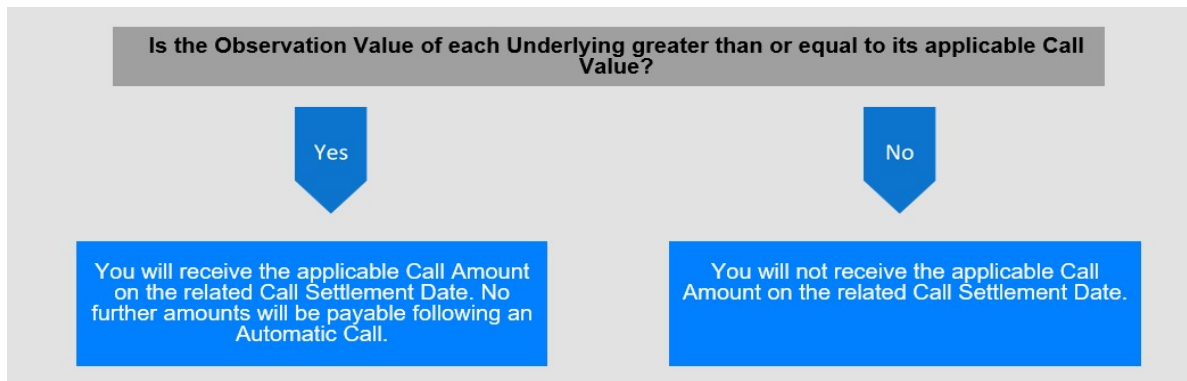 Is the Observation Value of each Underlying greater than or equal to its applicable Call
Value?
Yes
No
You will receive the applicable Call Amount
on the related Call Settlement Date. No
further amounts will be payable following an
Automatic Call.
You will not receive the applicable Call
Amount on the related Call Settlement Date.